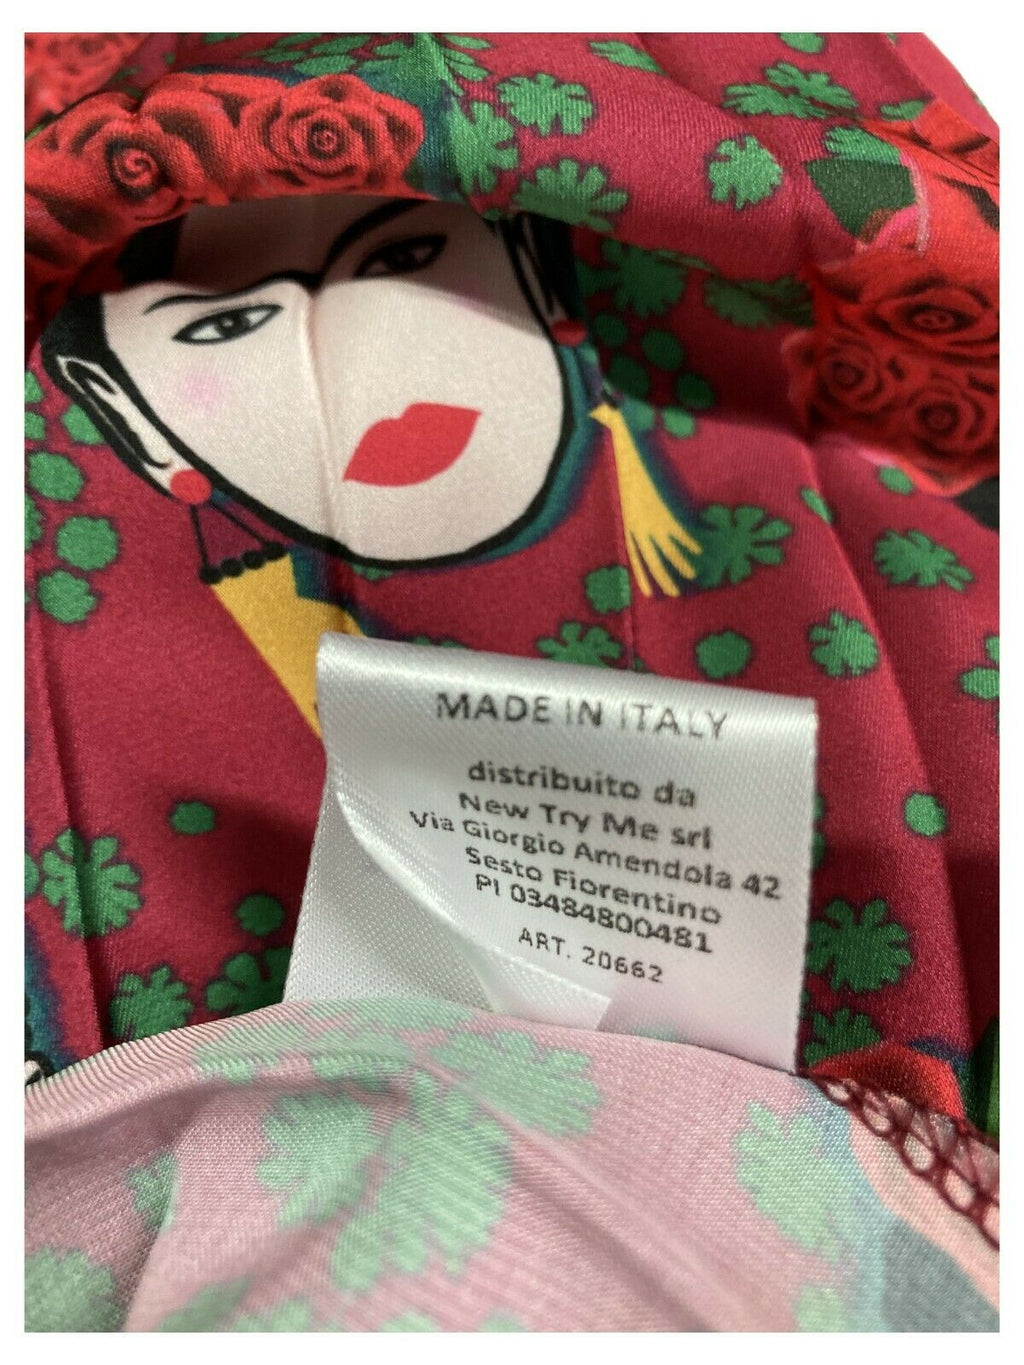 MADE IN ITALY
distribuito da
New Try Me srl
Via Giorgio Amendola 42
Sesto Fiorentino
PI 03484800481
ART. 20662